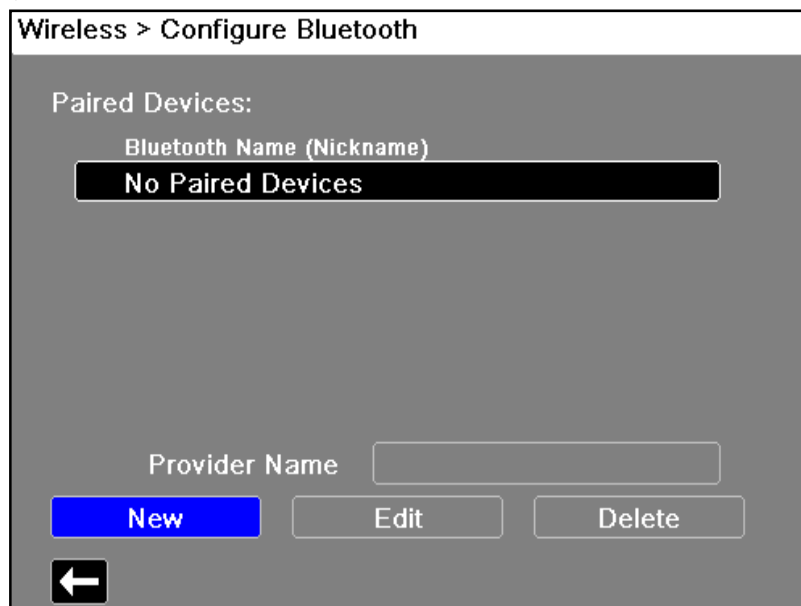 Wireless > Configure Bluetooth
Paired Devices:
Bluetooth Name (Nickname)
No Paired Devices
Provider Name
New Edit Delete